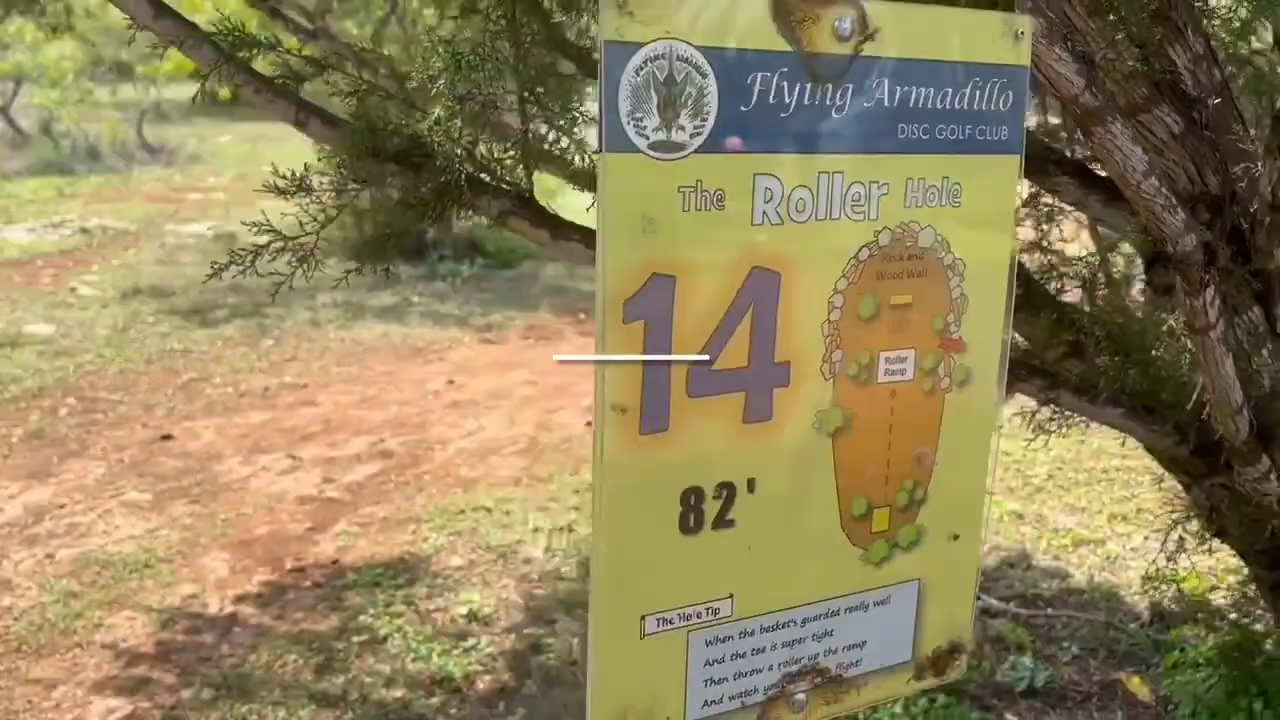 Flying Armadillo
DISC GOLF CLUB
The Roller Hole
Rock and
Wood Wall
14
Roller
Ramp
82'
The Hole Tip
When the basket's guarded really well
And the tee is super tight
Then throw a roller up the ramp
And watch flight!